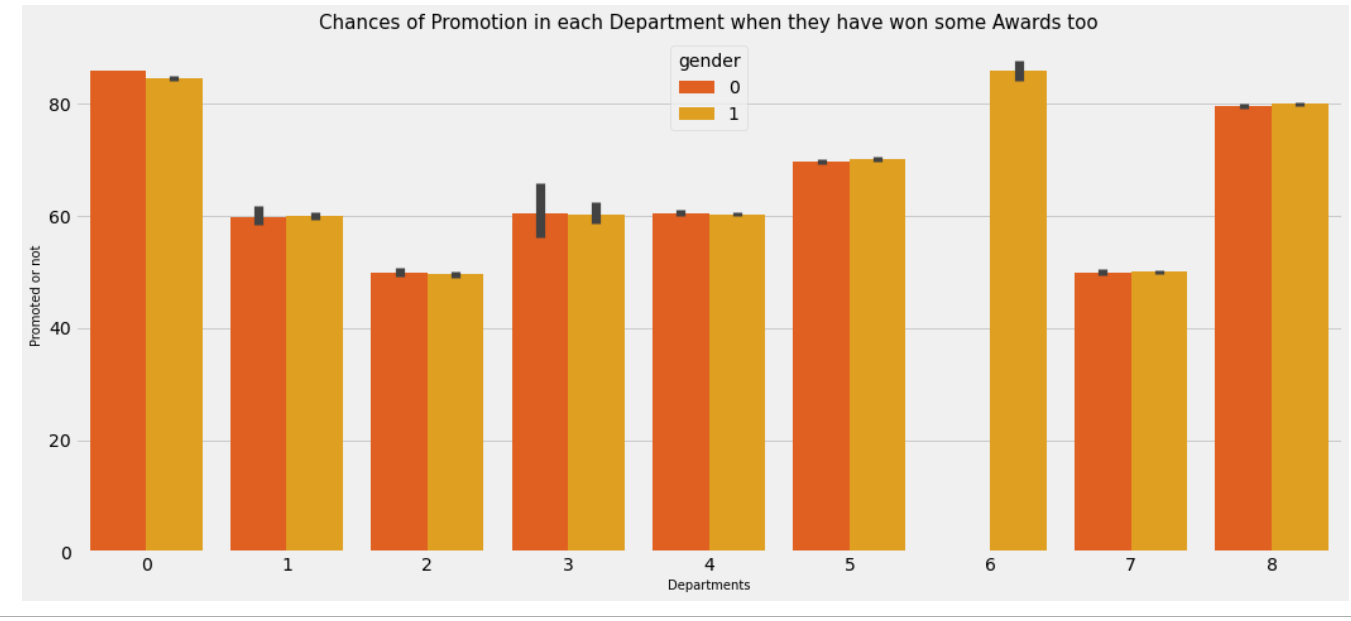 Chances of Promotion in each Department when they have won some Awards too
gender
0
1
80
60
40
20
0
Promoted or not
0 1 2 3 4 5 6 7 8
Departments